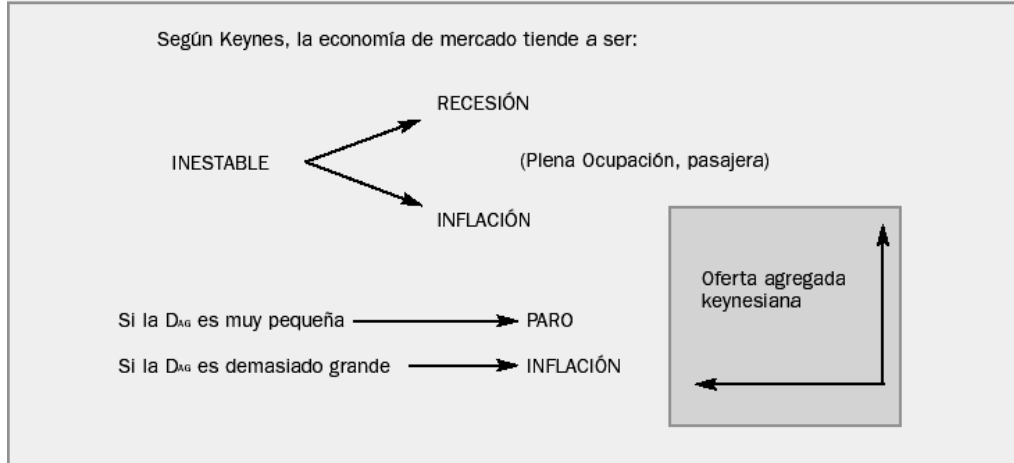 Según Keynes, la economía de mercado tiende a ser:
RECESIÓN
INESTABLE
(Plena Ocupación, pasajera)
INFLACIÓN
Oferta agregada
keynesiana
Si la DAG es muy pequeña
PARO
Si la DAG es demasiado grande
INFLACIÓN